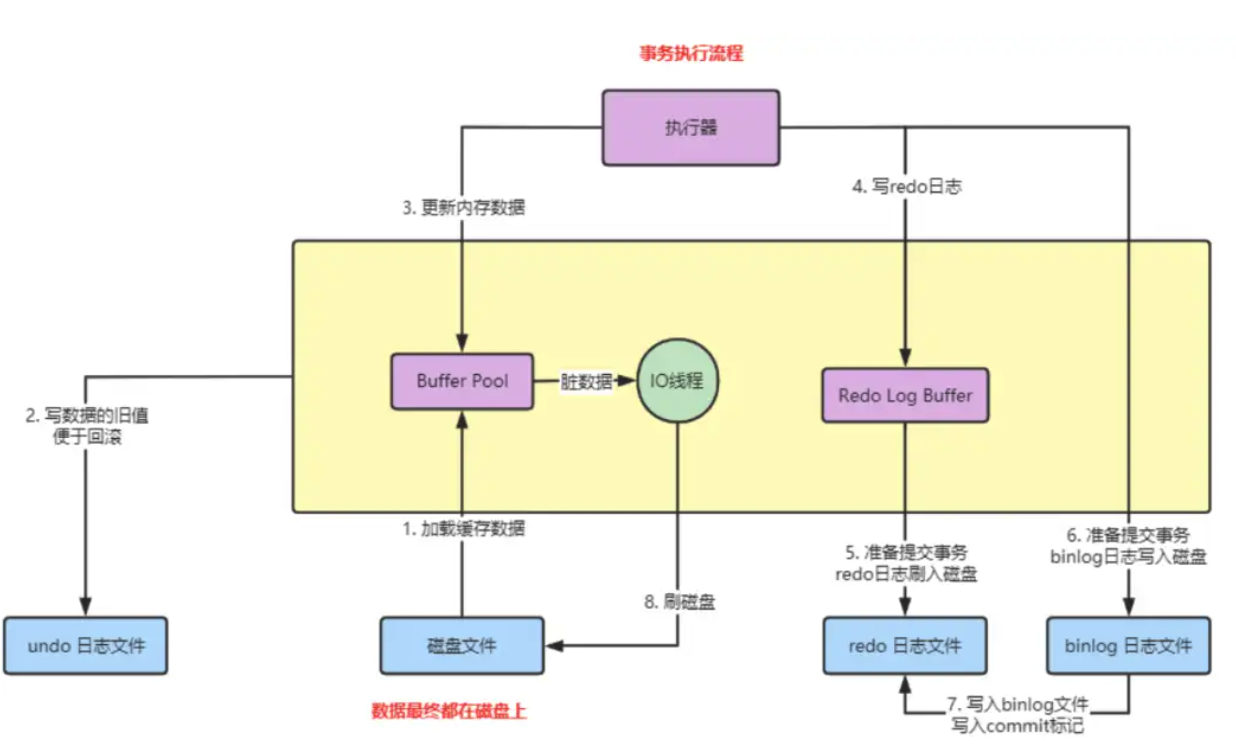 事务执行流程
执行器
4. 写redo日志
3. 更新内存数据
Buffer Pool
脏数据
IO线程
Redo Log Buffer
2. 写数据的旧值
便于回滚
1. 加载缓存数据
5. 准备提交事务
redo日志刷入磁盘
6. 准备提交事务
binlog日志写入磁盘
8. 刷磁盘
undo 日志文件
磁盘文件
redo 日志文件
binlog 日志文件
7. 写入binlog文件
写入commit标记
数据最终都在磁盘上